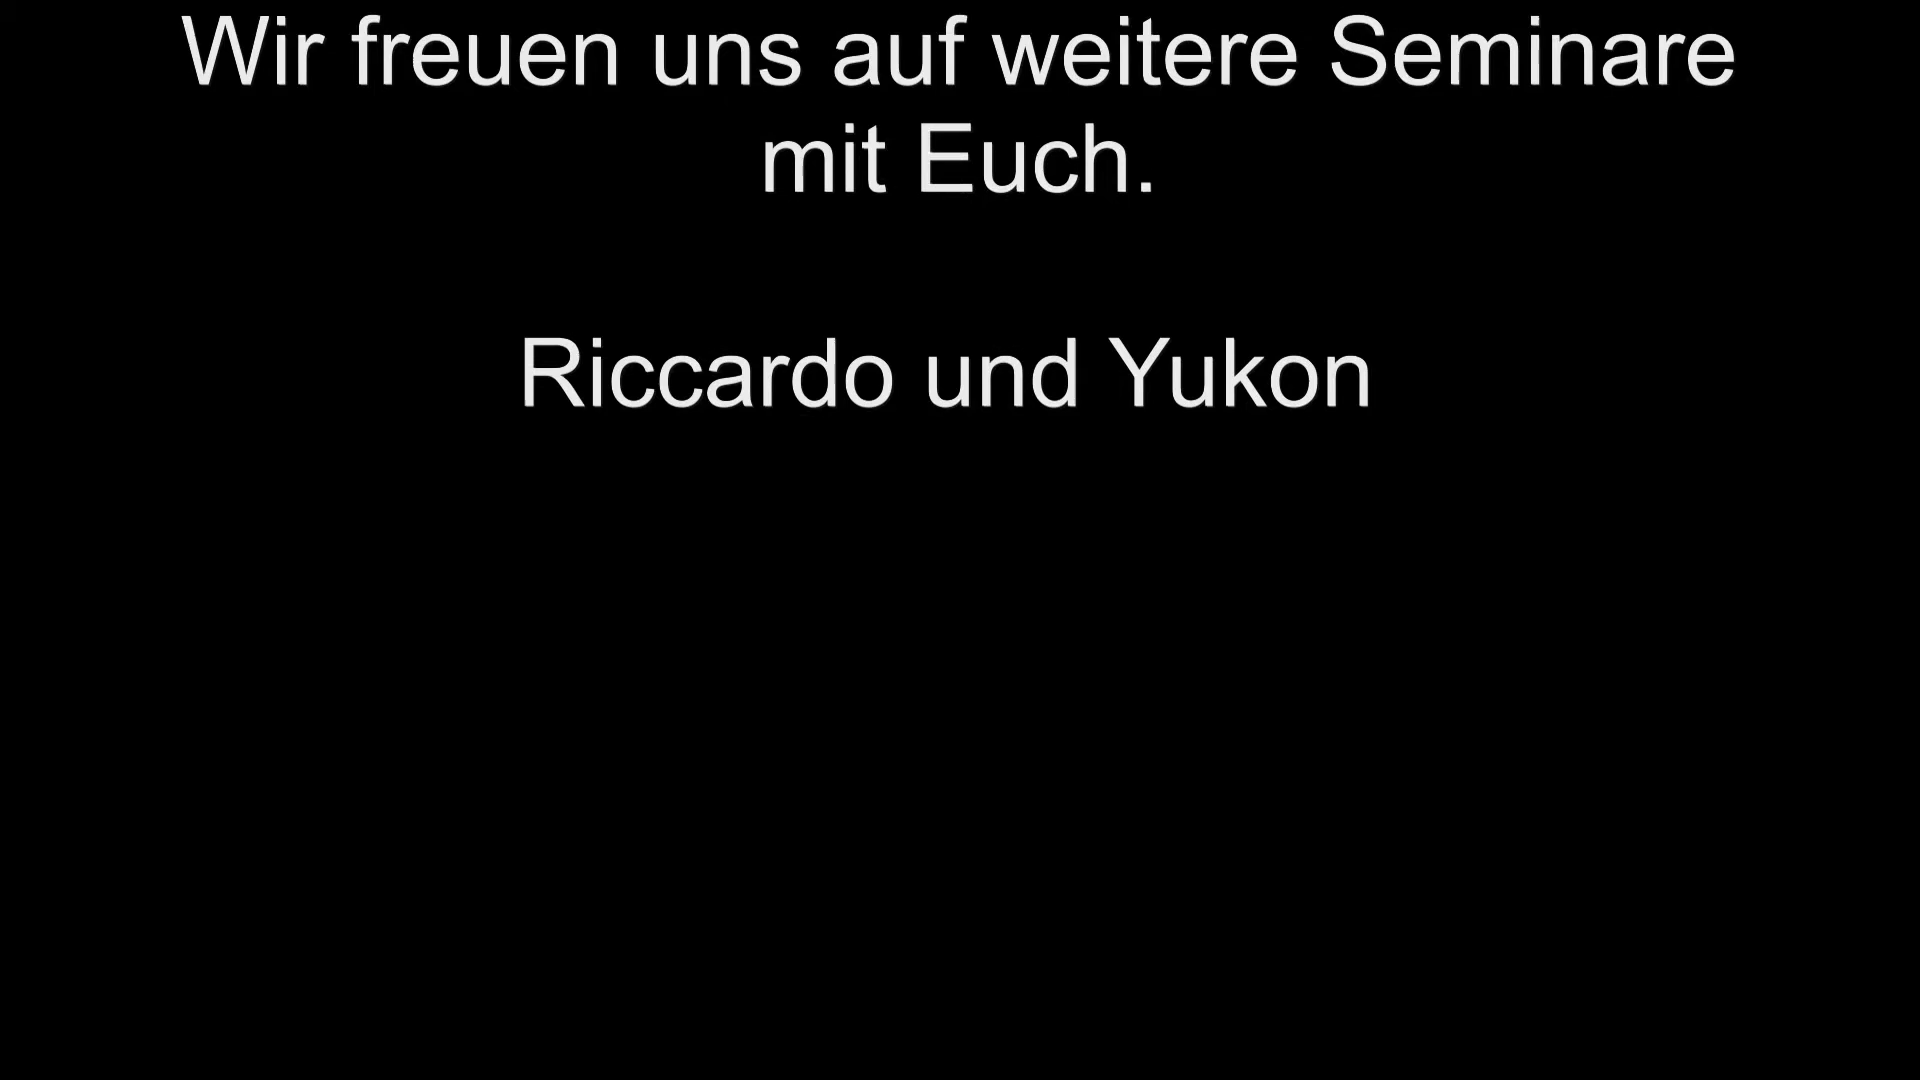 Wir freuen uns auf weitere Seminare
mit Euch.
Riccardo und Yukon